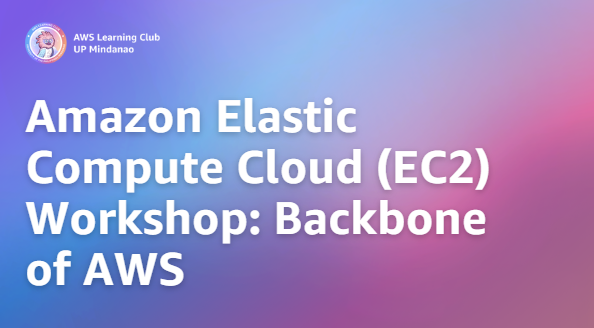 AWS Learning Club
UP Mindanao
Amazon Elastic
Compute Cloud (EC2)
Workshop: Backbone
of AWS